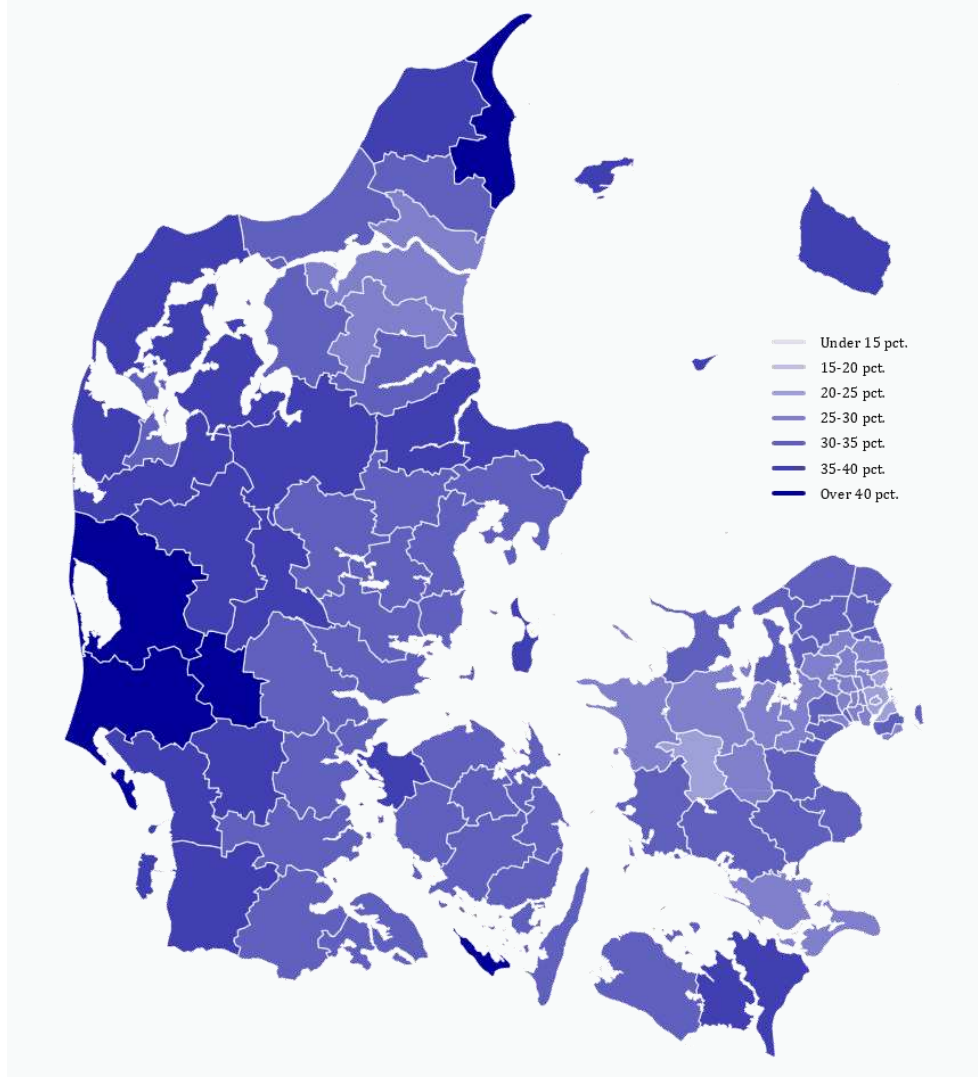 Under 15 pct.
15-20 pct.
20-25 pct.
25-30 pct.
30-35 pct.
35-40 pct.
Over 40 pct.